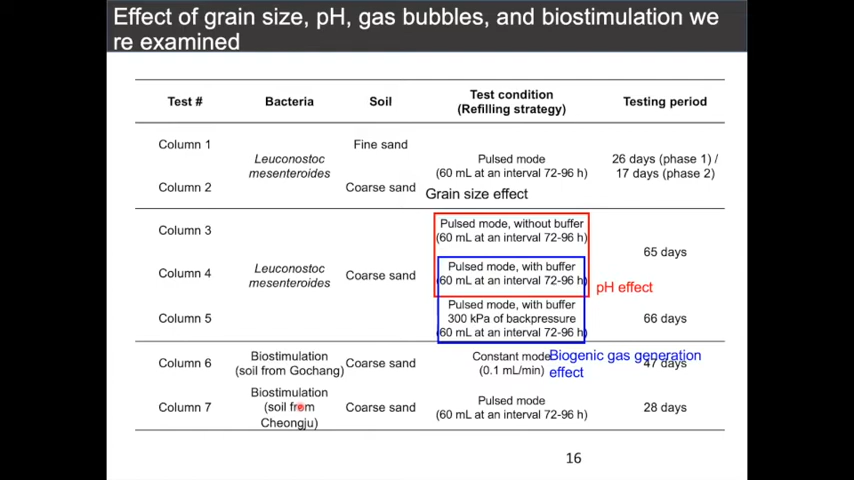 Effect of grain size, pH, gas bubbles, and biostimulation we
re examined
Test #
Bacteria
Soil
Test condition
(Refilling strategy)
Testing period
Column 1
Leuconostoc
mesenteroides
Fine sand
Pulsed mode
(60 mL at an interval 72-96 h)
26 days (phase 1) /
17 days (phase 2)
Column 2
Coarse sand
Grain size effect
Column 3
Pulsed mode, without buffer
(60 mL at an interval 72-96 h)
65 days
Column 4
Leuconostoc
mesenteroides
Coarse sand
Pulsed mode, with buffer
(60 mL at an interval 72-96 h)
pH effect
Column 5
Pulsed mode, with buffer
300 kPa of backpressure
(60 mL at an interval 72-96 h)
66 days
Column 6
Biostimulation
(soil from Gochang)
Coarse sand
Constant mode
(0.1 mL/min)
Biogenic gas generation
effect
47 days
Column 7
Biostimulation
(soil from
Cheongju)
Coarse sand
Pulsed mode
(60 mL at an interval 72-96 h)
28 days
16